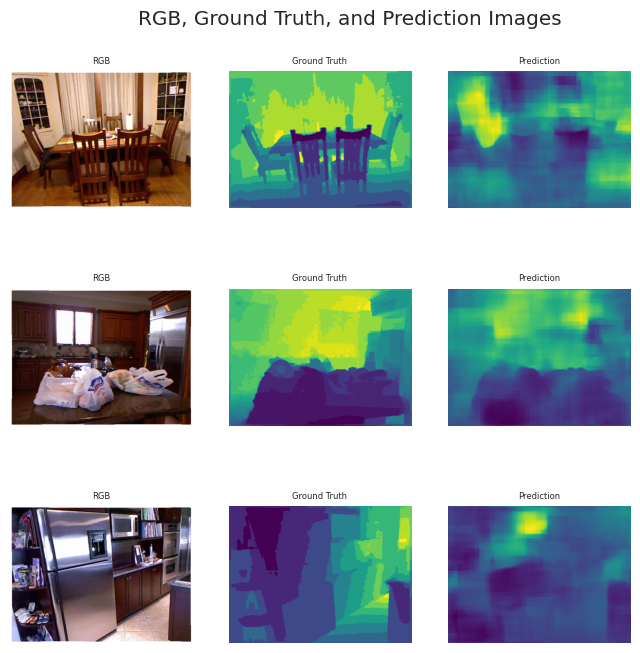 RGB, Ground Truth, and Prediction Images
RGB
Ground Truth
Prediction
RGB
Ground Truth
Prediction
RGB
Ground Truth
Prediction